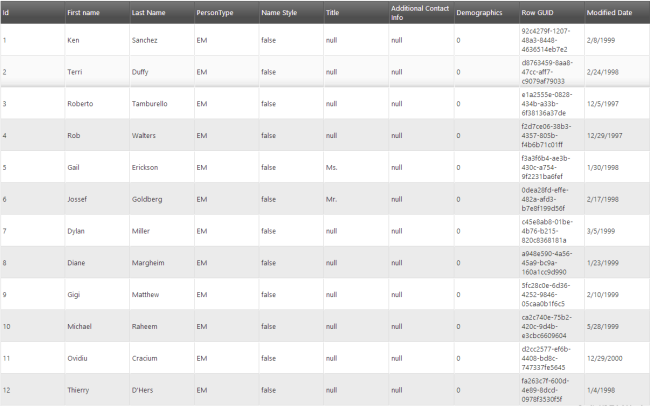 Id First name Last Name PersonType Name Style Title Additional Contact Info Demographics Row GUID Modified Date
1 Ken Sanchez EM false null null 0 92c4279f-1207-48a3-8448-4636514eb7e2 2/8/1999
2 Terri Duffy EM false null null 0 d8763459-8aa8-47cc-aff7-c9079af79033 2/24/1998
3 Roberto Tamburello EM false null null 0 e1a2555e-0828-434b-a33b-6f38136a37de 12/5/1997
4 Rob Walters EM false null null 0 f2d7ce06-38b3-4357-805b-f4b6b71c01ff 12/29/1997
5 Gail Erickson EM false Ms. null 0 f3a3f6b4-ae3b-430c-a754-9f2231ba6fef 1/30/1998
6 Jossef Goldberg EM false Mr. null 0 0dea28fd-effe-482a-afd3-b7e8f199d56f 2/17/1998
7 Dylan Miller EM false null null 0 c45e8ab8-01be-4b76-b215-820c8368181a 3/5/1999
8 Diane Margheim EM false null null 0 a948e590-4a56-45a9-bc9a-160a1cc9d990 1/23/1999
9 Gigi Matthew EM false null null 0 5fc28c0e-6d36-4252-9846-05caa0b1f6c5 2/10/1999
10 Michael Raheem EM false null null 0 ca2c740e-75b2-420c-9d4b-e3cbc6609604 5/28/1999
11 Ovidiu Cracium EM false null null 0 d2cc2577-ef6b-4408-bd8c-747337fe5645 12/29/2000
12 Thierry D'Hers EM false null null 0 fa263c7f-600d-4e89-8dcd-0978f3530f5f 1/4/1998